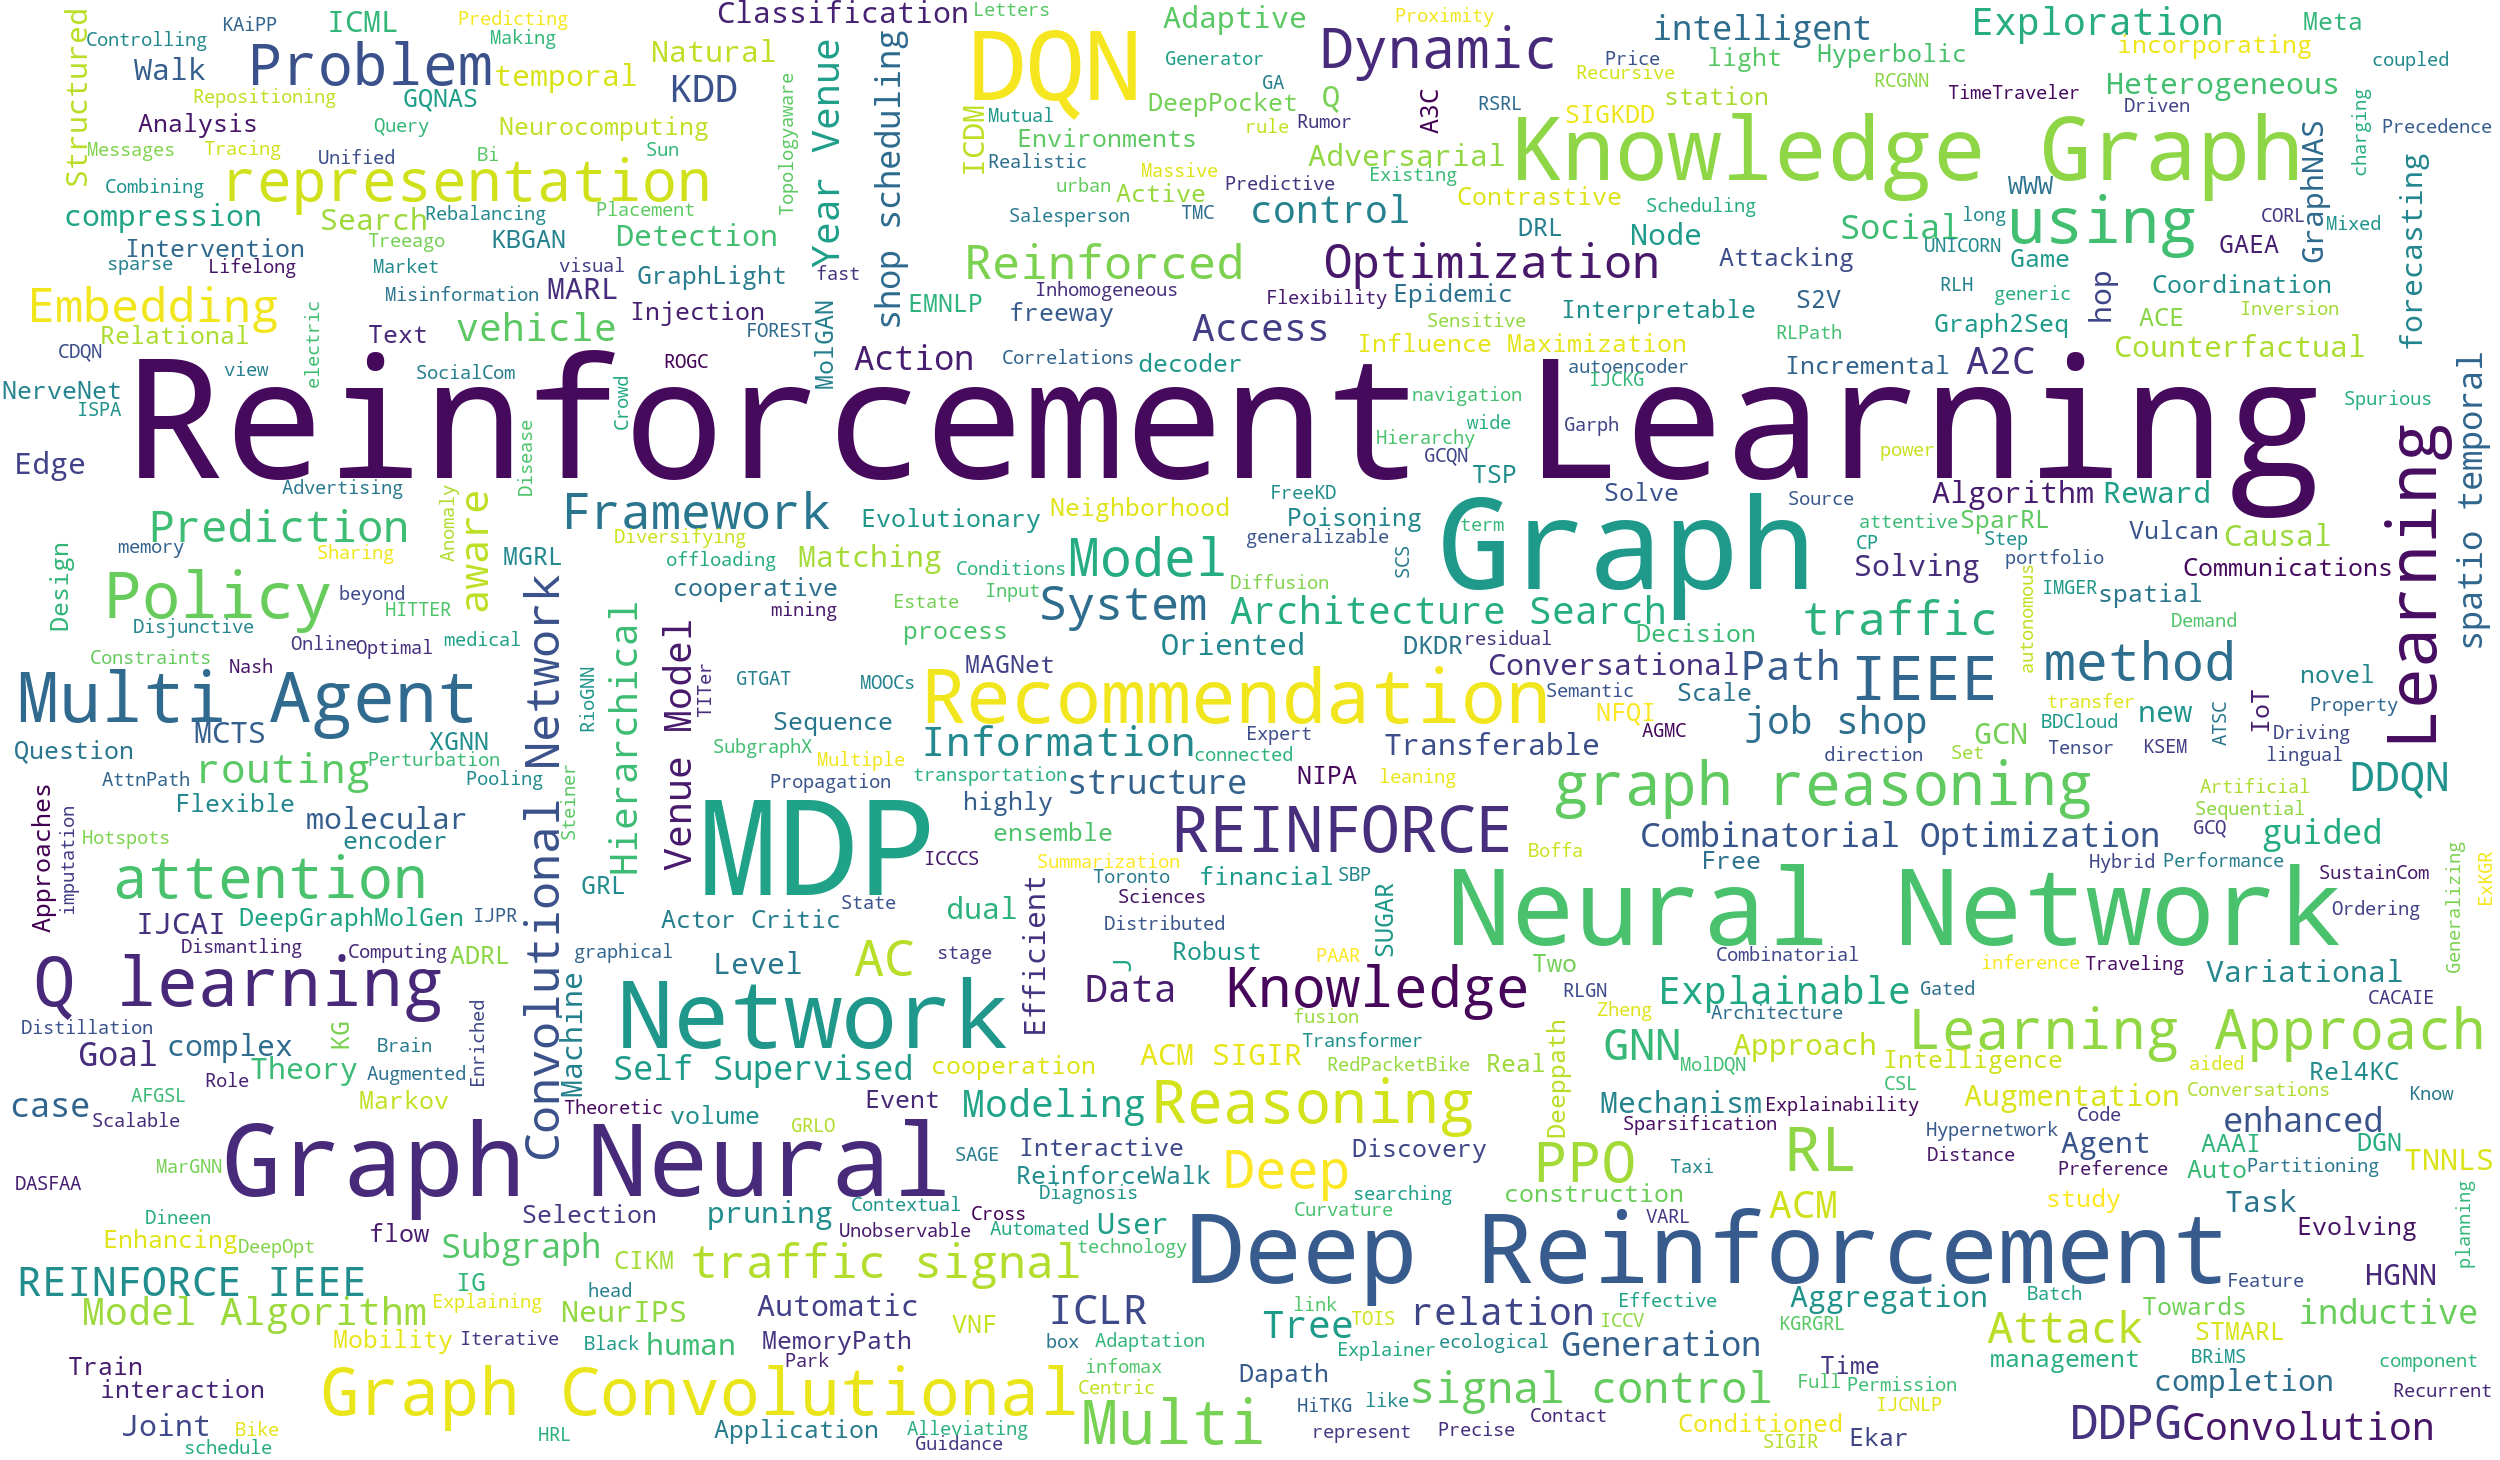 Reinforcement Learning
Graph
Knowledge Graph
Neural Network
Deep Reinforcement
Graph Neural
MDP
Network
DQN
Graph Convolutional
Recommendation
Multi Agent
Q learning
Learning Approach
Learning
Knowledge
REINFORCE
Policy
Problem
representation
Dynamic
Optimization
using
Reinforced
Embedding
Prediction
Framework
Model
System
Architecture Search
traffic
method
IEEE
Path
job shop
graph reasoning
Combinatorial Optimization
attention
Convolutional Network
Hierarchical
Venue Model
aware
routing
Information
structure
Reasoning
Deep
PPO
RL
GNN
ACM
AC
Data
Explainable
Self Supervised
Modeling
traffic signal
signal control
Multi
ICLR
Tree
relation
Generation
Attack
DDPG
Convolution
inductive
completion
REINFORCE IEEE
Model Algorithm
Subgraph
pruning
Controlling
KAiPP
ICML
Predicting
Making
Classification
Letters
Adaptive
Proximity
intelligent
Exploration
Meta
Structured
Walk
temporal
Natural
KDD
Year Venue
shop scheduling
Generator
GA
Price
Recursive
light
Hyperbolic
incorporating
coupled
Repositioning
GQNAS
DeepPocket
Q
A3C
RSRL
station
RCGNN
TimeTraveler
Heterogeneous
Driven
Analysis
Query
Neurocomputing
ICDM
Mutual
Environments
rule
Rumor
SIGKDD
GraphNAS
charging
Precedence
Messages
Tracing
Unified
Bi
Sun
Topologyaware
Realistic
Massive
Adversarial
Existing
WWW
forecasting
Combining
urban
Active
Predictive
Contrastive
compression
Search
Rebalancing
Placement
Salesperson
TMC
control
DRL
Scheduling
Node
Social
long
CORL
Mixed
Intervention
Treeago
KBGAN
Detection
UNICORN
GAEA
sparse
Lifelong
Market
visual
GraphLight
fast
Attacking
Game
hop
Coordination
Misinformation
MARL
Injection
MolGAN
EMNLP
Inhomogeneous
Flexibility
Epidemic
Interpretable
S2V
RLH
generic
Inversion
Relational
electric
Text
vehicle
FOREST
freeway
Access
Sensitive
RLPath
Graph2Seq
ACE
CDQN
view
SocialCom
ROGC
Action
Correlations
decoder
Influence Maximization
autoencoder
Incremental
A2C
Counterfactual
spatio temporal
NerveNet
ISPA
Crowd
navigation
IJCKG
Spurious
Disease
Hierarchy
wide
Garph
GCQN
power
Edge
TSP
Advertising
Anomaly
Evolutionary
Neighborhood
FreeKD
Poisoning
term
Solve
Source
Algorithm
Reward
memory
Sharing
MGRL
Diversifying
offloading
Matching
Conditions
generalizable
SCS
attentive
SparRL
CP
Step
Vulcan
Causal
Design
beyond
HITTER
cooperative
mining
Estate
Input
Diffusion
Solving
portfolio
Communications
IMGER
spatial
autonomous
Disjunctive
Online
Optimal
medical
process
Oriented
DKDR
residual
Decision
Demand
Constraints
Nash
RioGNN
TITer
GTGAT
MOOCs
MAGNet
Conversational
Semantic
Scale
transfer
novel
MCTS
Question
XGNN
Sequence
NFQI
BDCloud
new
ATSC
IoT
Property
AttnPath
Perturbation
Pooling
SubgraphX
Multiple
connected
Expert
Transferable
AGMC
direction
Set
GCN
Tensor
KSEM
Driving
lingual
Approaches
Flexible
Steiner
Propagation
transportation
NIPA
leaning
DDQN
imputation
Hotspots
molecular
encoder
highly
ensemble
Artificial
Sequential
GCQ
guided
ICCCS
Summarization
Toronto
Boffa
Free
Hybrid
Performance
SustainCom
ExKGR
GRL
State
Sciences
financial
SBP
IJCAI
DeepGraphMolGen
IJPR
Actor Critic
dual
Efficient
Distributed
SUGAR
Ordering
Generalizing
Dismantling
Computing
ADRL
graphical
Level
stage
J
Robust
PAAR
Two
Combinatorial
inference
Traveling
Variational
Machine
RLGN
Gated
CACAIE
Distillation
KG
Enriched
fusion
Zheng
Architecture
Goal
complex
Brain
Transformer
Deeppath
Approach
Theory
Role
Augmented
cooperation
ACM SIGIR
RedPacketBike
Real
MolDQN
Intelligence
aided
Rel4KC
AFGSL
Markov
CSL
Augmentation
Conversations
Know
case
Scalable
Theoretic
volume
Event
Mechanism
Explainability
Code
enhanced
GRLO
Sparsification
Hypernetwork
MarGNN
SAGE
Interactive
Discovery
Distance
Agent
AAAI
DGN
TNNLS
DASFAA
ReinforceWalk
Taxi
Preference
Auto
Partitioning
Diagnosis
searching
construction
study
Task
Dineen
Selection
Contextual
Cross
Curvature
VARL
planning
Enhancing
DeepOpt
flow
Unobservable
Automated
User
Evolving
CIKM
technology
IG
head
Feature
HGNN
Explaining
NeurIPS
Automatic
link
TOIS
Effective
Aggregation
Batch
Towards
Mobility
Iterative
Black
human
MemoryPath
VNF
box
Adaptation
Explainer
ecological
ICCV
KGRGRL
STMARL
Train
Park
infomax
Dapath
Time
management
BRiMS
component
interaction
Centric
HiTKG
like
Full
Permission
Recurrent
Joint
Bike
HRL
Application
Alleviating
represent
Precise
Contact
Conditioned
IJCNLP
schedule
Guidance
SIGIR
Ekar